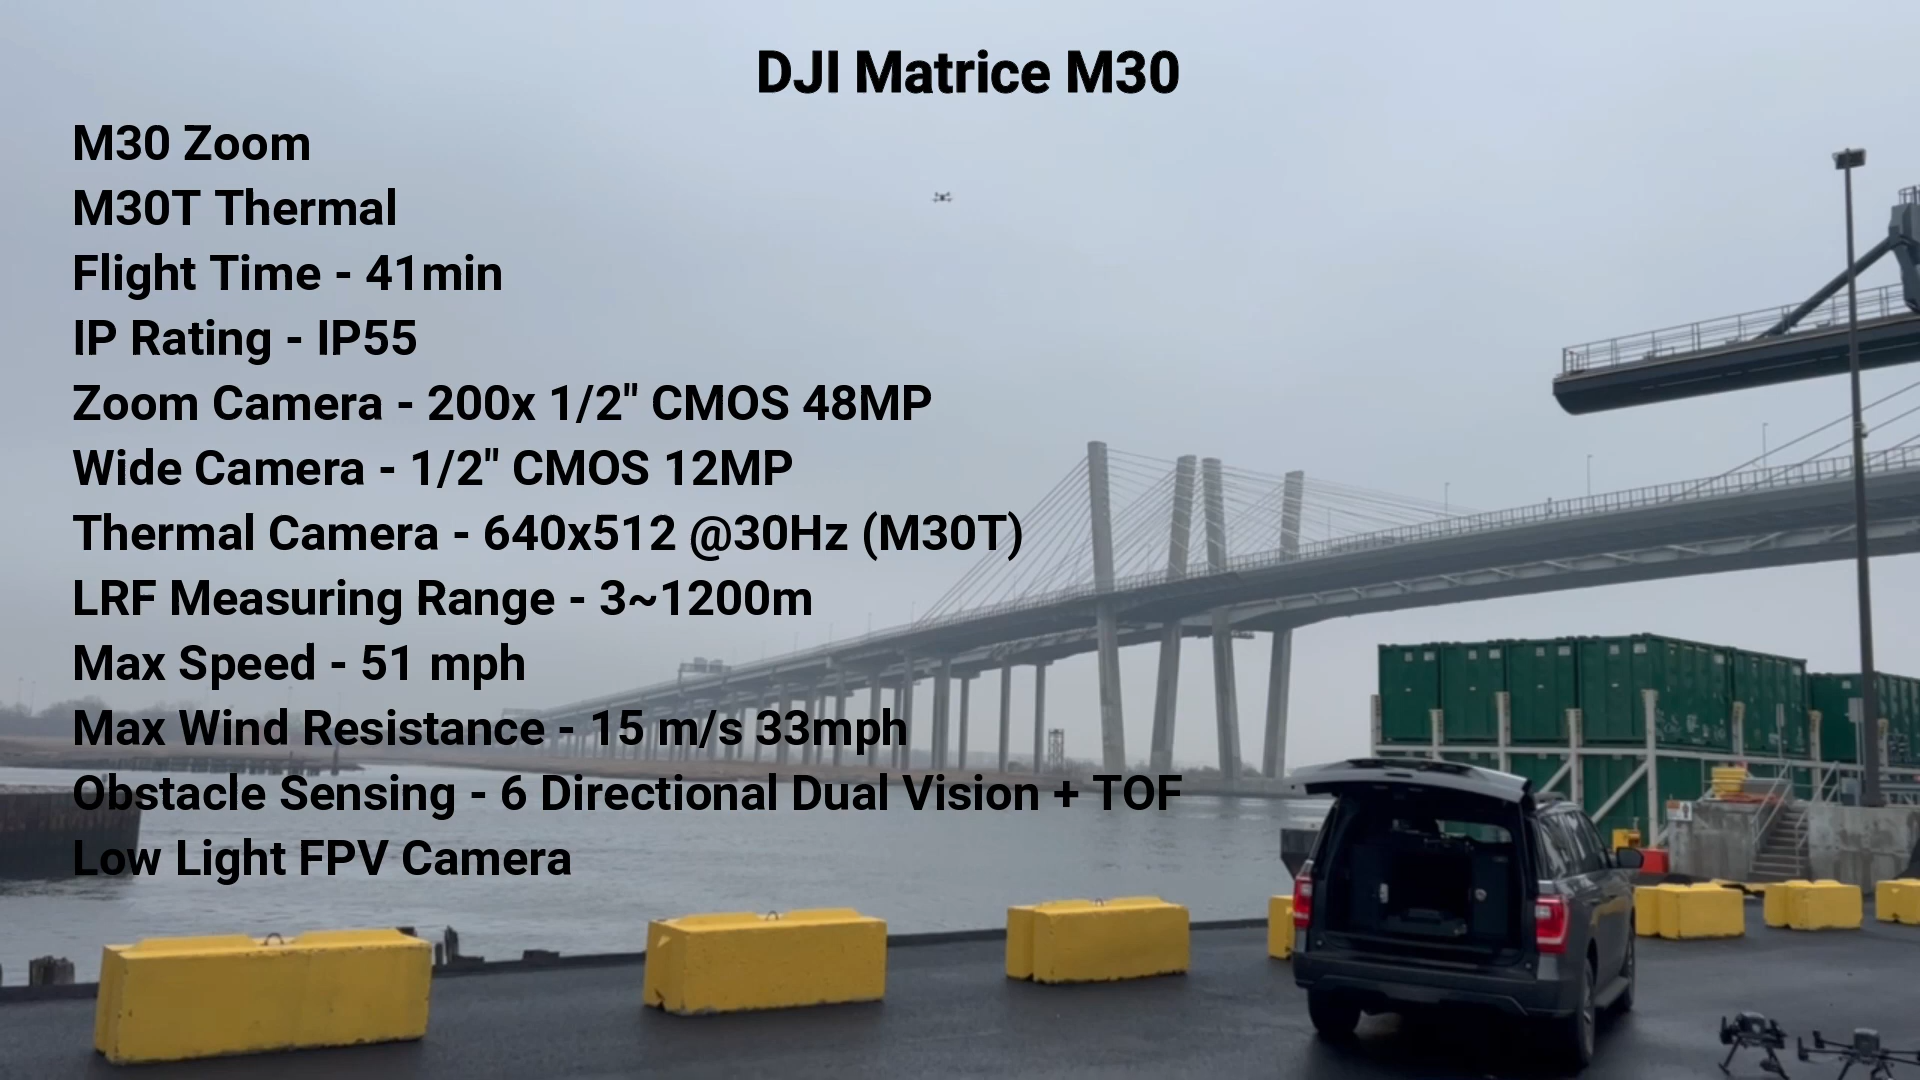 DJI Matrice M30
M30 Zoom
M30T Thermal
Flight Time - 41min
IP Rating - IP55
Zoom Camera - 200x 1/2" CMOS 48MP
Wide Camera - 1/2" CMOS 12MP
Thermal Camera - 640x512 @30Hz (M30T)
LRF Measuring Range - 3~1200m
Max Speed - 51 mph
Max Wind Resistance - 15 m/s 33mph
Obstacle Sensing - 6 Directional Dual Vision + TOF
Low Light FPV Camera